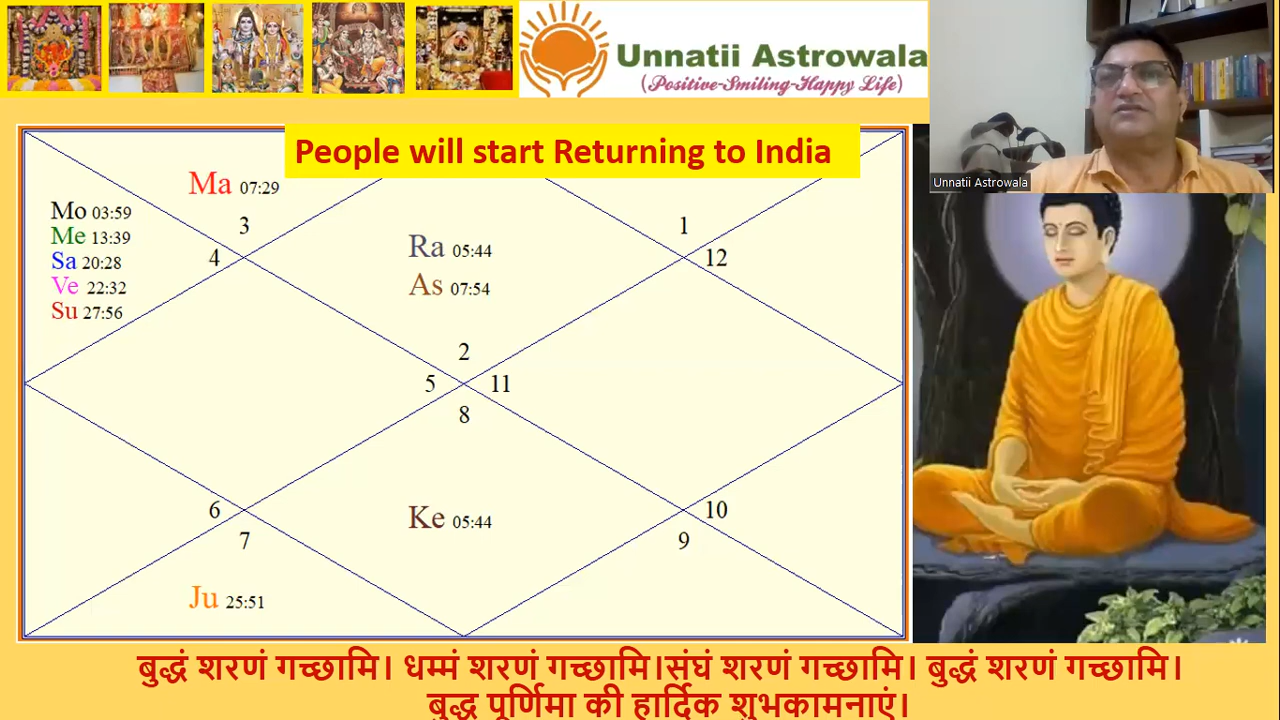 Unnatii Astrowala
(Positive-Smiling-Happy Life)
Unnatii Astrowala
People will start Returning to India
Ma 07:29
Mo 03:59
Me 13:39
Sa 20:28
Ve 22:32
Su 27:56
3
4
Ra 05:44
As 07:54
1
12
2
5 11
8
6
7
Ke 05:44
10
9
Ju 25:51
बुद्धं शरणं गच्छामि। धम्मं शरणं गच्छामि।संघं शरणं गच्छामि। बुद्धं शरणं गच्छामि।
बुद्ध पूर्णिमा की हार्दिक शुभकामनाएं।